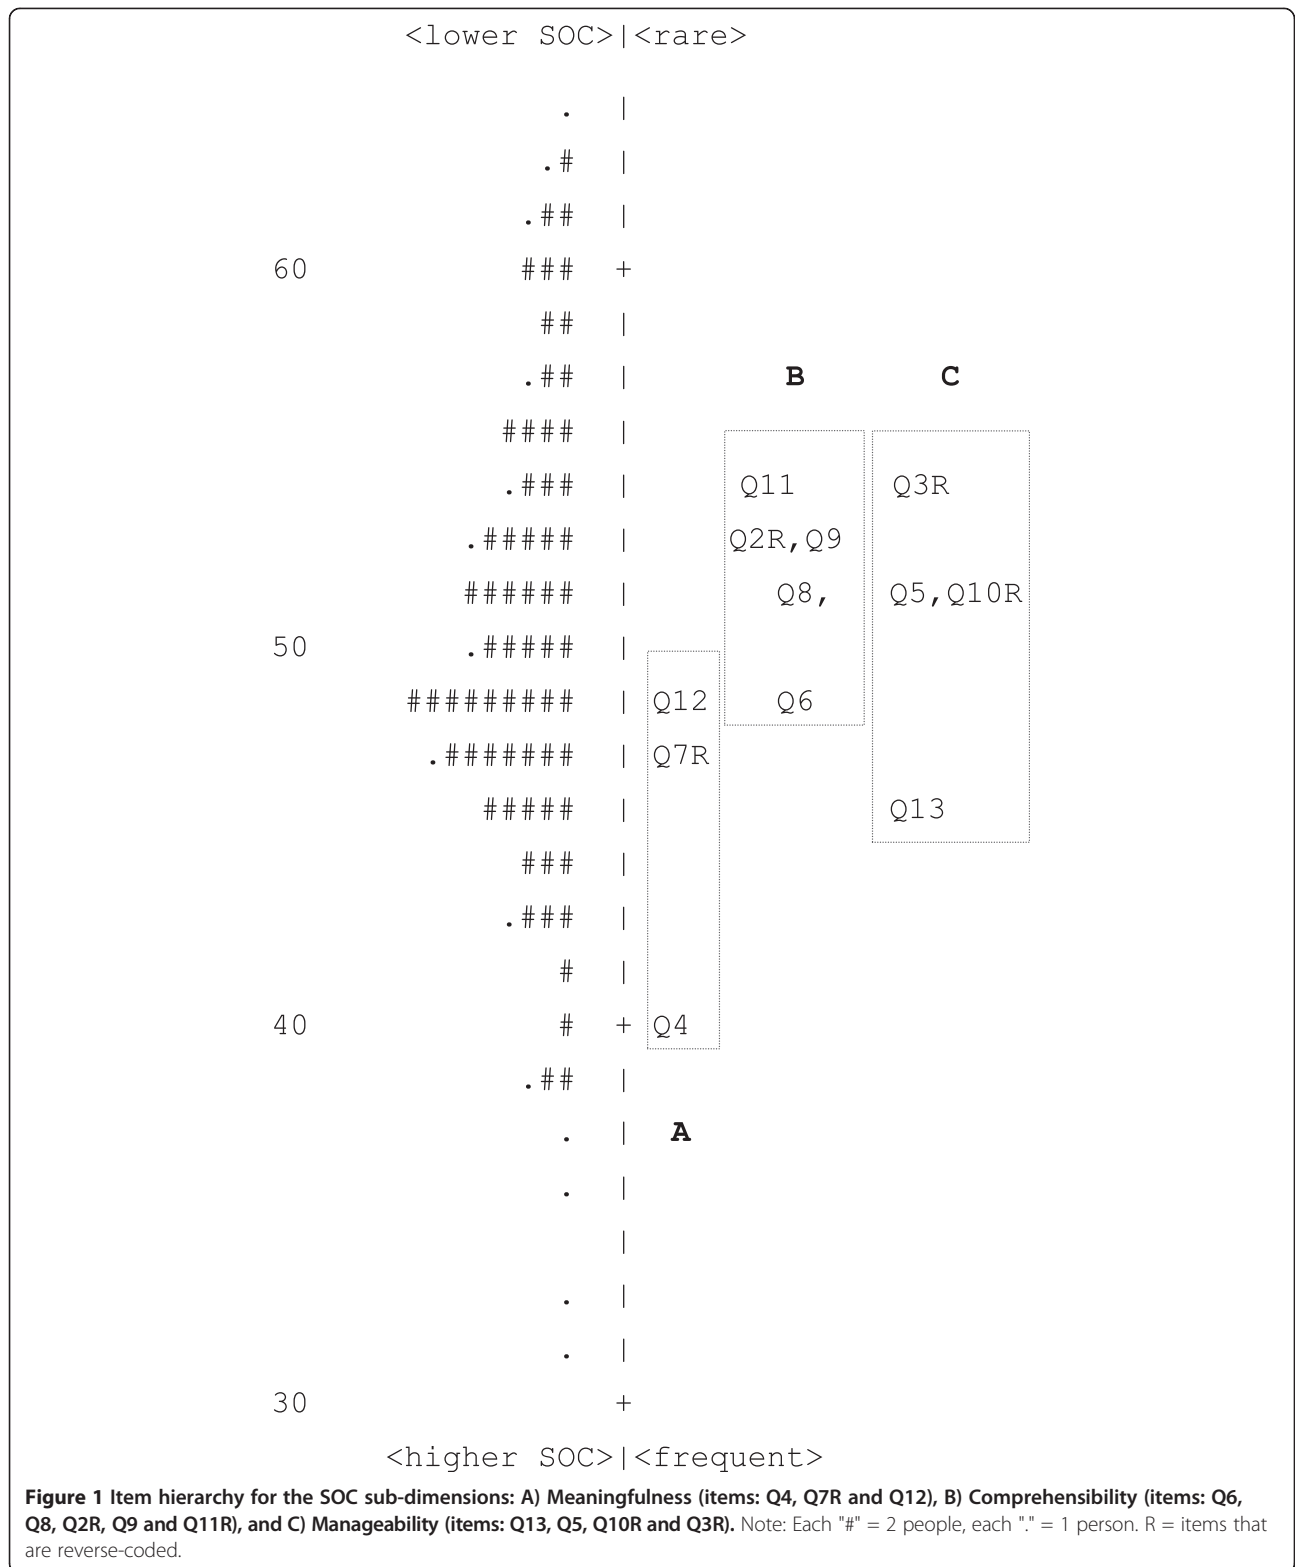 <lower SOC>|<rare>
. |
.# |
.## |
60 ### +
## |
.## | B C
#### |
.### | Q11 Q3R
.##### | Q2R,Q9
###### | Q8, Q5,Q10R
50 .##### |
######### | Q12 Q6
.####### | Q7R
##### | Q13
### |
.### |
# |
40 # + Q4
.## |
. | A
. |
|
. |
. |
30 +
<higher SOC>|<frequent>
Figure 1 Item hierarchy for the SOC sub-dimensions: A) Meaningfulness (items: Q4, Q7R and Q12), B) Comprehensibility (items: Q6,
Q8, Q2R, Q9 and Q11R), and C) Manageability (items: Q13, Q5, Q10R and Q3R). Note: Each "#" = 2 people, each "." = 1 person. R = items that
are reverse-coded.